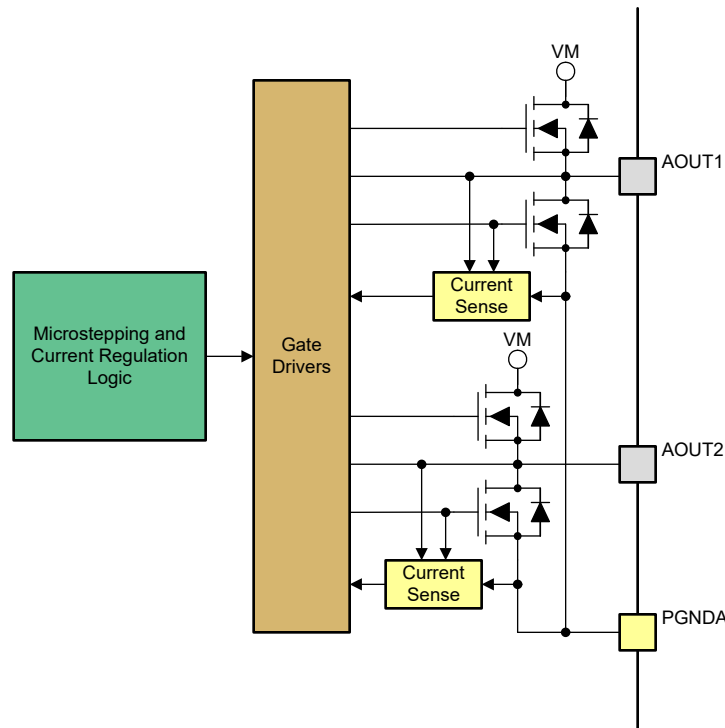 VM
AOUT1
Current
Sense
Microstepping and
Current Regulation
Logic
Gate
Drivers
VM
AOUT2
Current
Sense
PGNDA